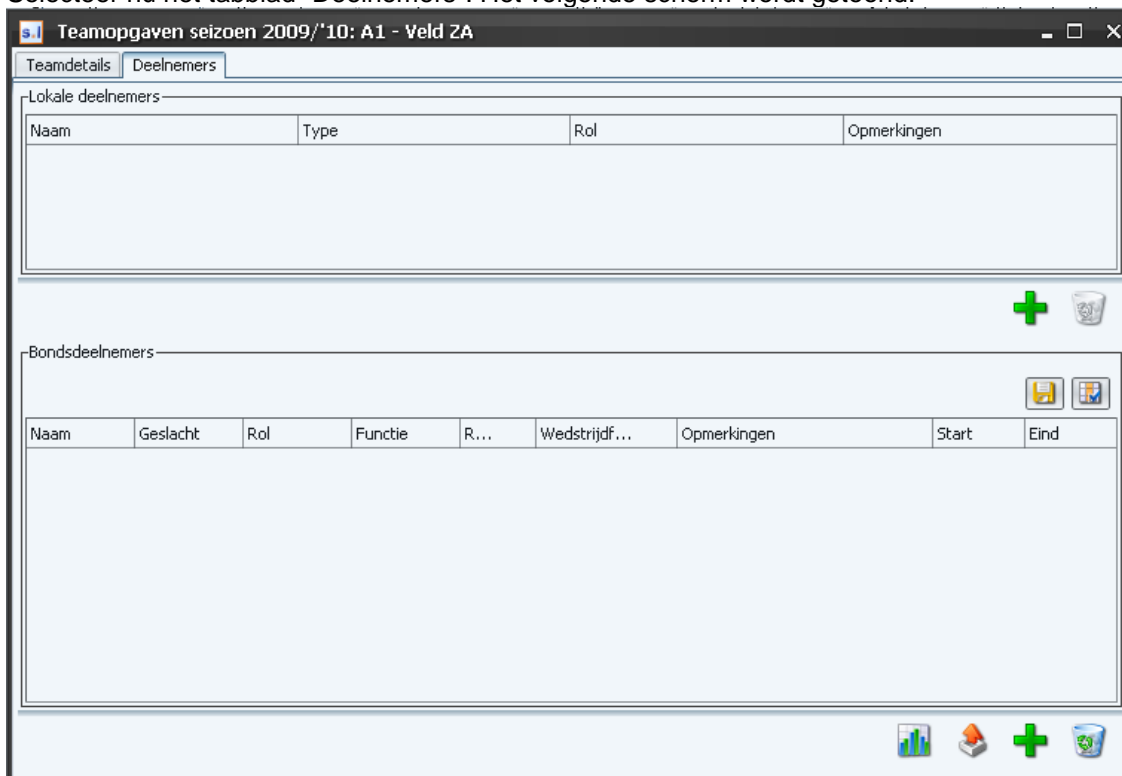 Selecteer nu het tabblad "Deelnemers". Het volgende scherm wordt getoond:
s.l Teamopgaven seizoen 2009/'10: A1 - Veld ZA
Teamdetails Deelnemers
Lokale deelnemers
Naam Type Rol Opmerkingen
Bondsdeelnemers
Naam Geslacht Rol Functie R... Wedstrijdf... Opmerkingen Start Eind